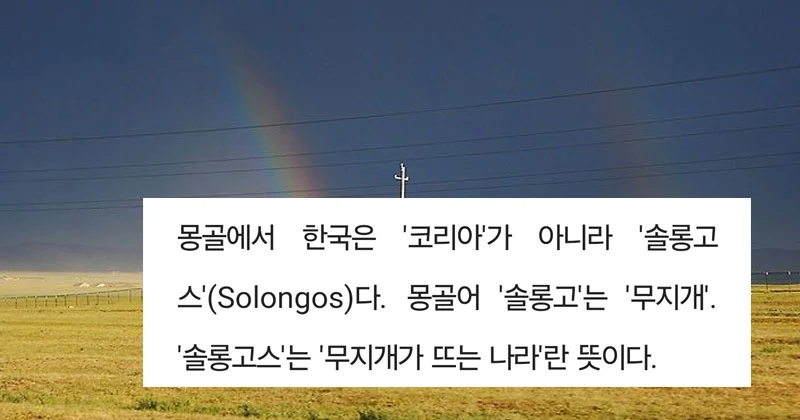 몽골에서 한국은 '코리아'가 아니라 '솔롱고
스'(Solongos)다. 몽골어 '솔롱고'는 '무지개'.
'솔롱고스'는 '무지개가 뜨는 나라'란 뜻이다.